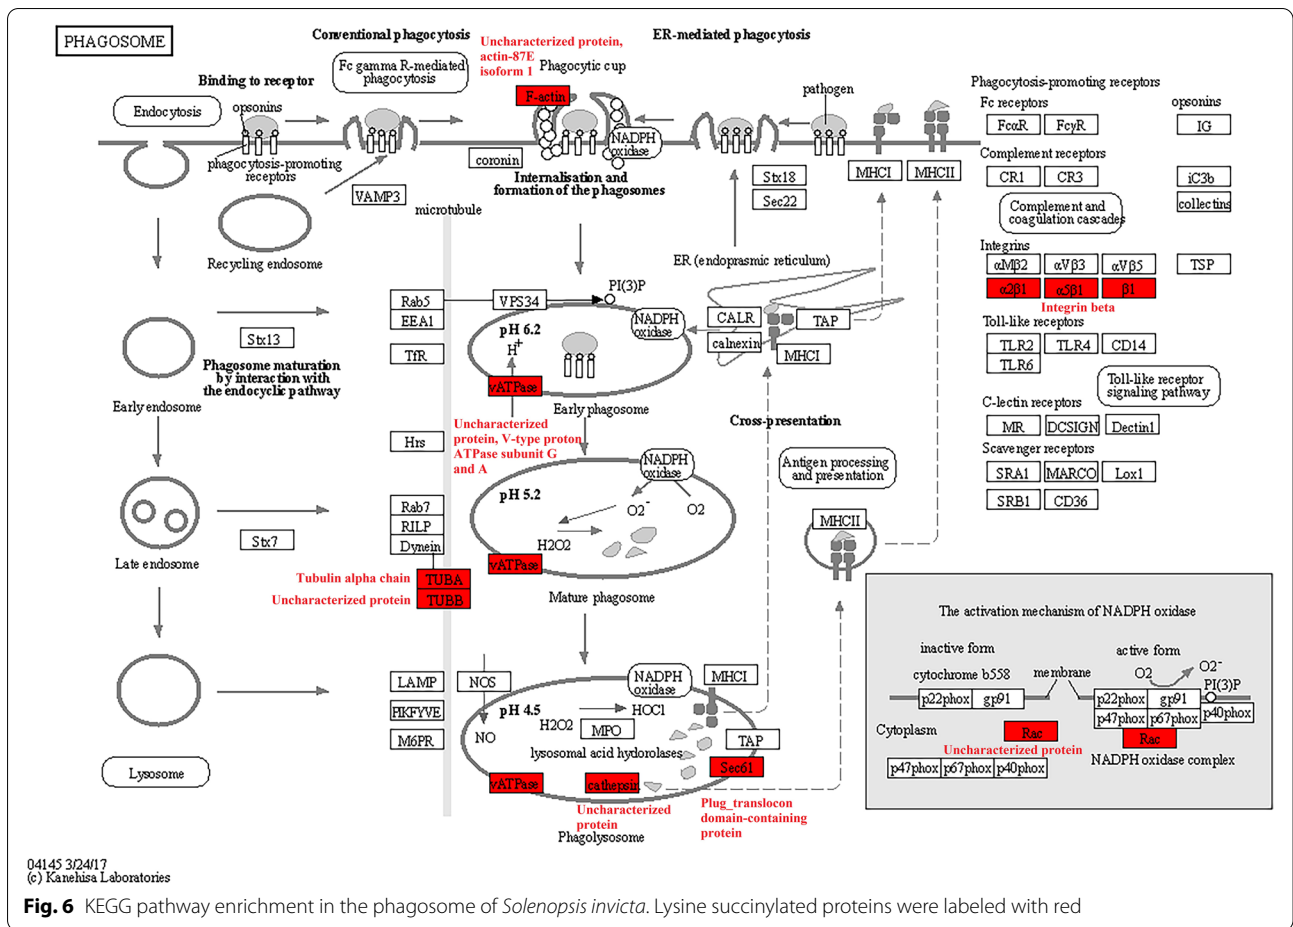 PHAGOSOME
Conventional phagocytosis
Uncharacterized protein,
actin-87E
isoform 1
ER-mediated phagocytosis
Fc gamma R-mediated
phagocytosis
Phagocytic cup
Binding to receptor
Endocytosis
opsonins
F-actin
pathogen
NADPH
oxidase
phagocytosis-promoting
receptors
coronin
Internalisation and
formation of the phagosomes
VAMP3
microtubule
Recycling endosome
Stx18
Sec22
MHCI
MHCII
ER (endoprasmic reticulum)
Phagocytosis-promoting receptors
Fc receptors
opsonins
FcαR
FcγR
IG
Complement receptors
CR1
CR3
iC3b
Complement and
coagulation cascades
collectins
Integrins
αMβ2
αVβ3
αVβ5
TSP
α2β1
α5β1
β1
Integrin beta
Toll-like receptors
TLR2
TLR4
CD14
TLR6
Toll-like receptor
signaling pathway
C-lectin receptors
MR
DCSIGN
Dectin1
Scavenger receptors
SRA1
MARCO
Lox1
SRB1
CD36
Rab5
VPS34
PI(3)P
EEA1
NADPH
oxidase
CALR
TAP
calnexin
MHCI
pH 6.2
H+
Stx13
TfR
Phagosome maturation
by interaction with
the endocyclic pathway
vATPase
Early endosome
Early phagosome
Uncharacterized
protein, V-type proton
ATPase subunit G
and A
Hrs
Cross-presentation
Antigen processing
and presentation
NADPH
oxidase
pH 5.2
O2-
O2
H2O2
Rab7
RILP
Dynein
Stx7
MHCII
Late endosome
vATPase
Tubulin alpha chain
TUBA
Uncharacterized protein
TUBB
Mature phagosome
LAMP
NOS
NADPH
oxidase
MHCI
PIKFYVE
pH 4.5
H2O2
HOCl
MPO
M6PR
NO
lysosomal acid hydorolases
TAP
Sec61
Lysosome
vATPase
cathepsin
Uncharacterized
protein
Plug_translocon
domain-containing
protein
Phagolysosome
The activation mechanism of NADPH oxidase
inactive form
active form
cytochrome b558
membrane
O2
O2-
PI(3)P
p22phox
gp91
p22phox
gp91
p47phox
p67phox
p40phox
Cytoplasm
Rac
Rac
Uncharacterized protein
NADPH oxidase complex
p47phox
p67phox
p40phox
04145 3/24/17
(c) Kanehisa Laboratories
Fig. 6 KEGG pathway enrichment in the phagosome of Solenopsis invicta. Lysine succinylated proteins were labeled with red